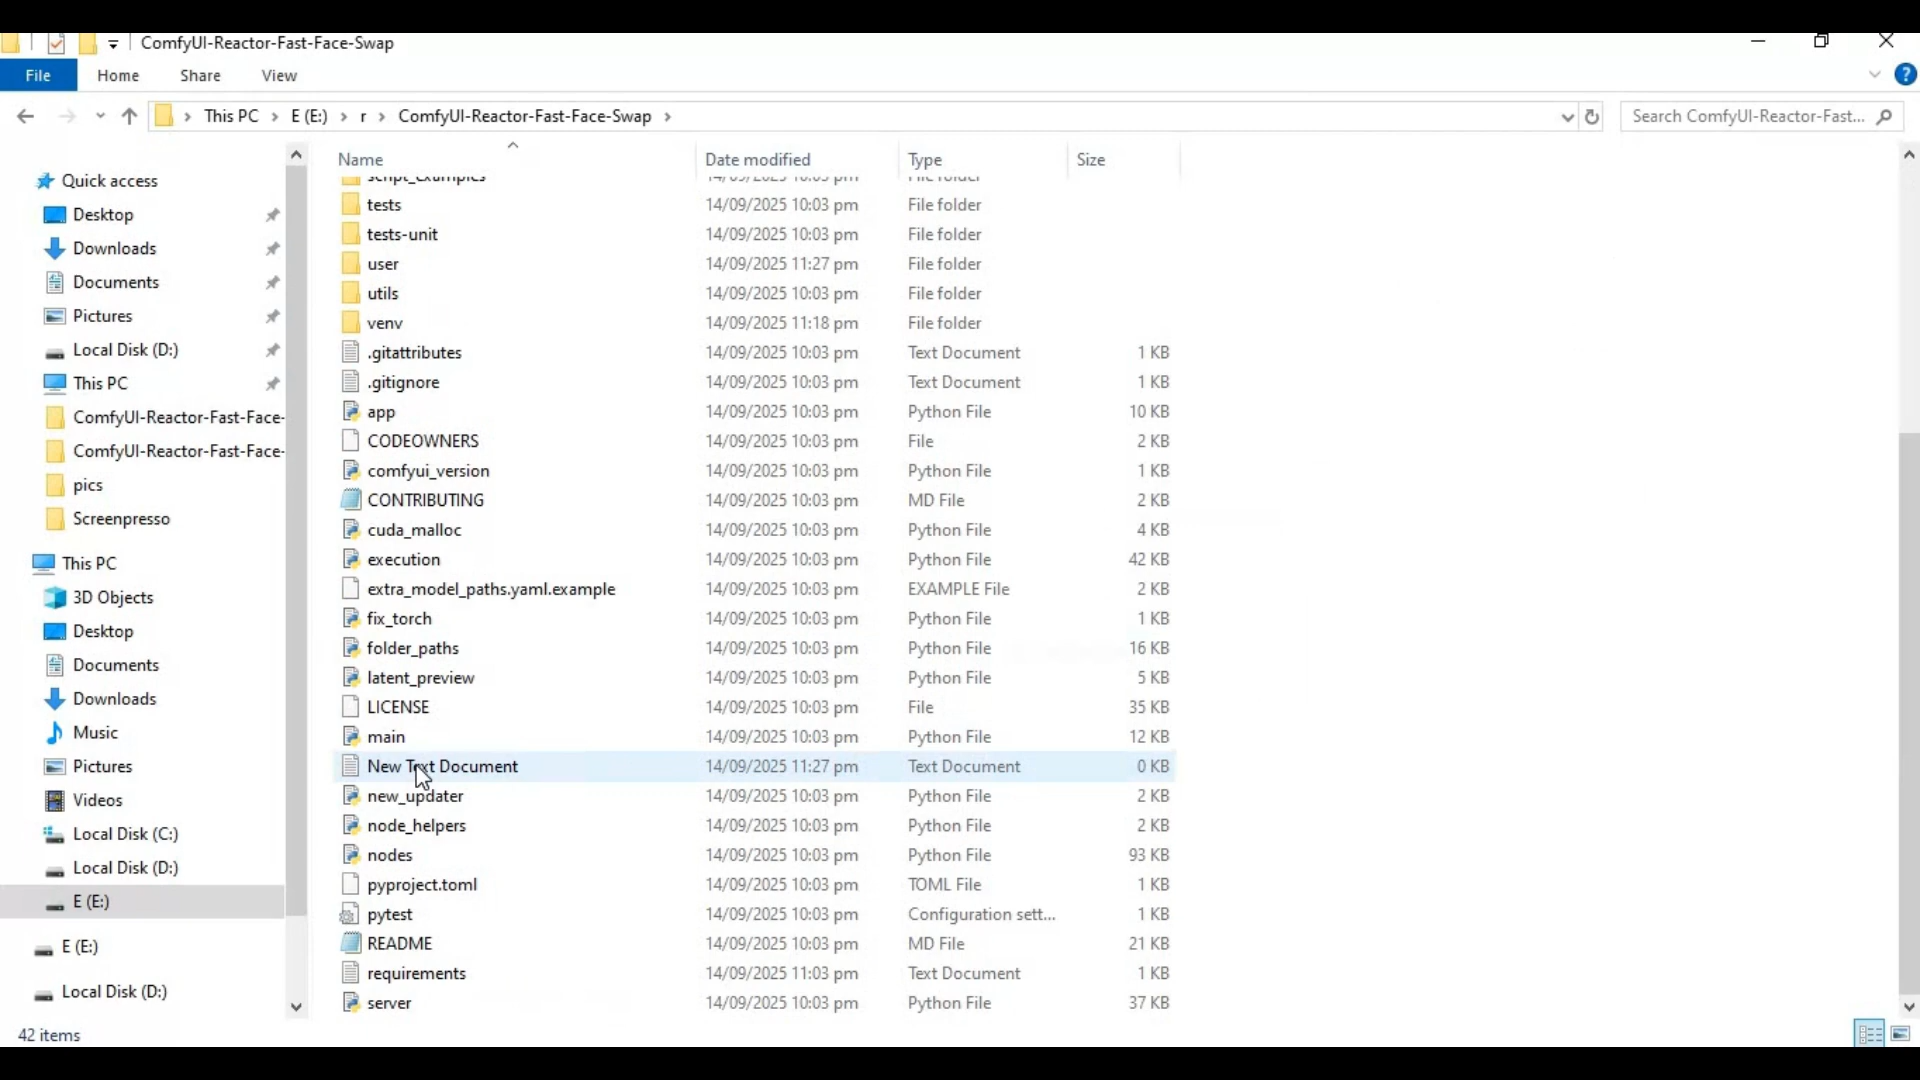 ComfyUI-Reactor-Fast-Face-Swap
File Home Share View
This PC E (E:) r ComfyUI-Reactor-Fast-Face-Swap
Search ComfyUI-Reactor-Fast...
Quick access
Desktop
Downloads
Documents
Pictures
Local Disk (D:)
This PC
ComfyUI-Reactor-Fast-Face-
ComfyUI-Reactor-Fast-Face-
pics
Screenpresso
This PC
3D Objects
Desktop
Documents
Downloads
Music
Pictures
Videos
Local Disk (C:)
Local Disk (D:)
E (E:)
E (E:)
Local Disk (D:)
Name Date modified Type Size
script_examples 14/09/2025 10:03 pm File folder
tests 14/09/2025 10:03 pm File folder
tests-unit 14/09/2025 10:03 pm File folder
user 14/09/2025 11:27 pm File folder
utils 14/09/2025 10:03 pm File folder
venv 14/09/2025 11:18 pm File folder
.gitattributes 14/09/2025 10:03 pm Text Document 1 KB
.gitignore 14/09/2025 10:03 pm Text Document 1 KB
app 14/09/2025 10:03 pm Python File 10 KB
CODEOWNERS 14/09/2025 10:03 pm File 2 KB
comfyui_version 14/09/2025 10:03 pm Python File 1 KB
CONTRIBUTING 14/09/2025 10:03 pm MD File 2 KB
cuda_malloc 14/09/2025 10:03 pm Python File 4 KB
execution 14/09/2025 10:03 pm Python File 42 KB
extra_model_paths.yaml.example 14/09/2025 10:03 pm EXAMPLE File 2 KB
fix_torch 14/09/2025 10:03 pm Python File 1 KB
folder_paths 14/09/2025 10:03 pm Python File 16 KB
latent_preview 14/09/2025 10:03 pm Python File 5 KB
LICENSE 14/09/2025 10:03 pm File 35 KB
main 14/09/2025 10:03 pm Python File 12 KB
New Text Document 14/09/2025 11:27 pm Text Document 0 KB
new_updater 14/09/2025 10:03 pm Python File 2 KB
node_helpers 14/09/2025 10:03 pm Python File 2 KB
nodes 14/09/2025 10:03 pm Python File 93 KB
pyproject.toml 14/09/2025 10:03 pm TOML File 1 KB
pytest 14/09/2025 10:03 pm Configuration sett... 1 KB
README 14/09/2025 10:03 pm MD File 21 KB
requirements 14/09/2025 11:03 pm Text Document 1 KB
server 14/09/2025 10:03 pm Python File 37 KB
42 items